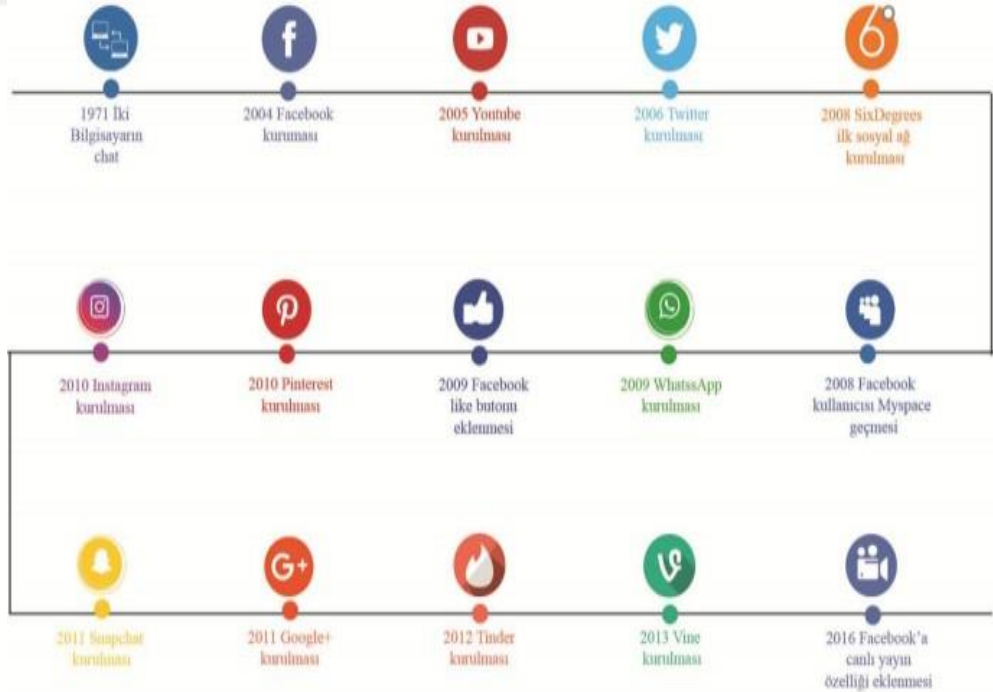 1971 İki
Bilgisayarın
chat
2004 Facebook
kuruması
2005 Youtube
kurulması
2006 Twitter
kurulması
2008 SixDegrees
ilk sosyal ağ
kurulması
2010 Instagram
kurulması
2010 Pinterest
kurulması
2009 Facebook
like butonu
eklenmesi
2009 WhatssApp
kurulması
2008 Facebook
kullanıcısı Myspace
geçmesi
G+
2011 Snapchat
kurulması
2011 Google+
kurulması
2012 Tinder
kurulması
2013 Vine
kurulması
2016 Facebook'a
canlı yayın
özelliği eklenmesi